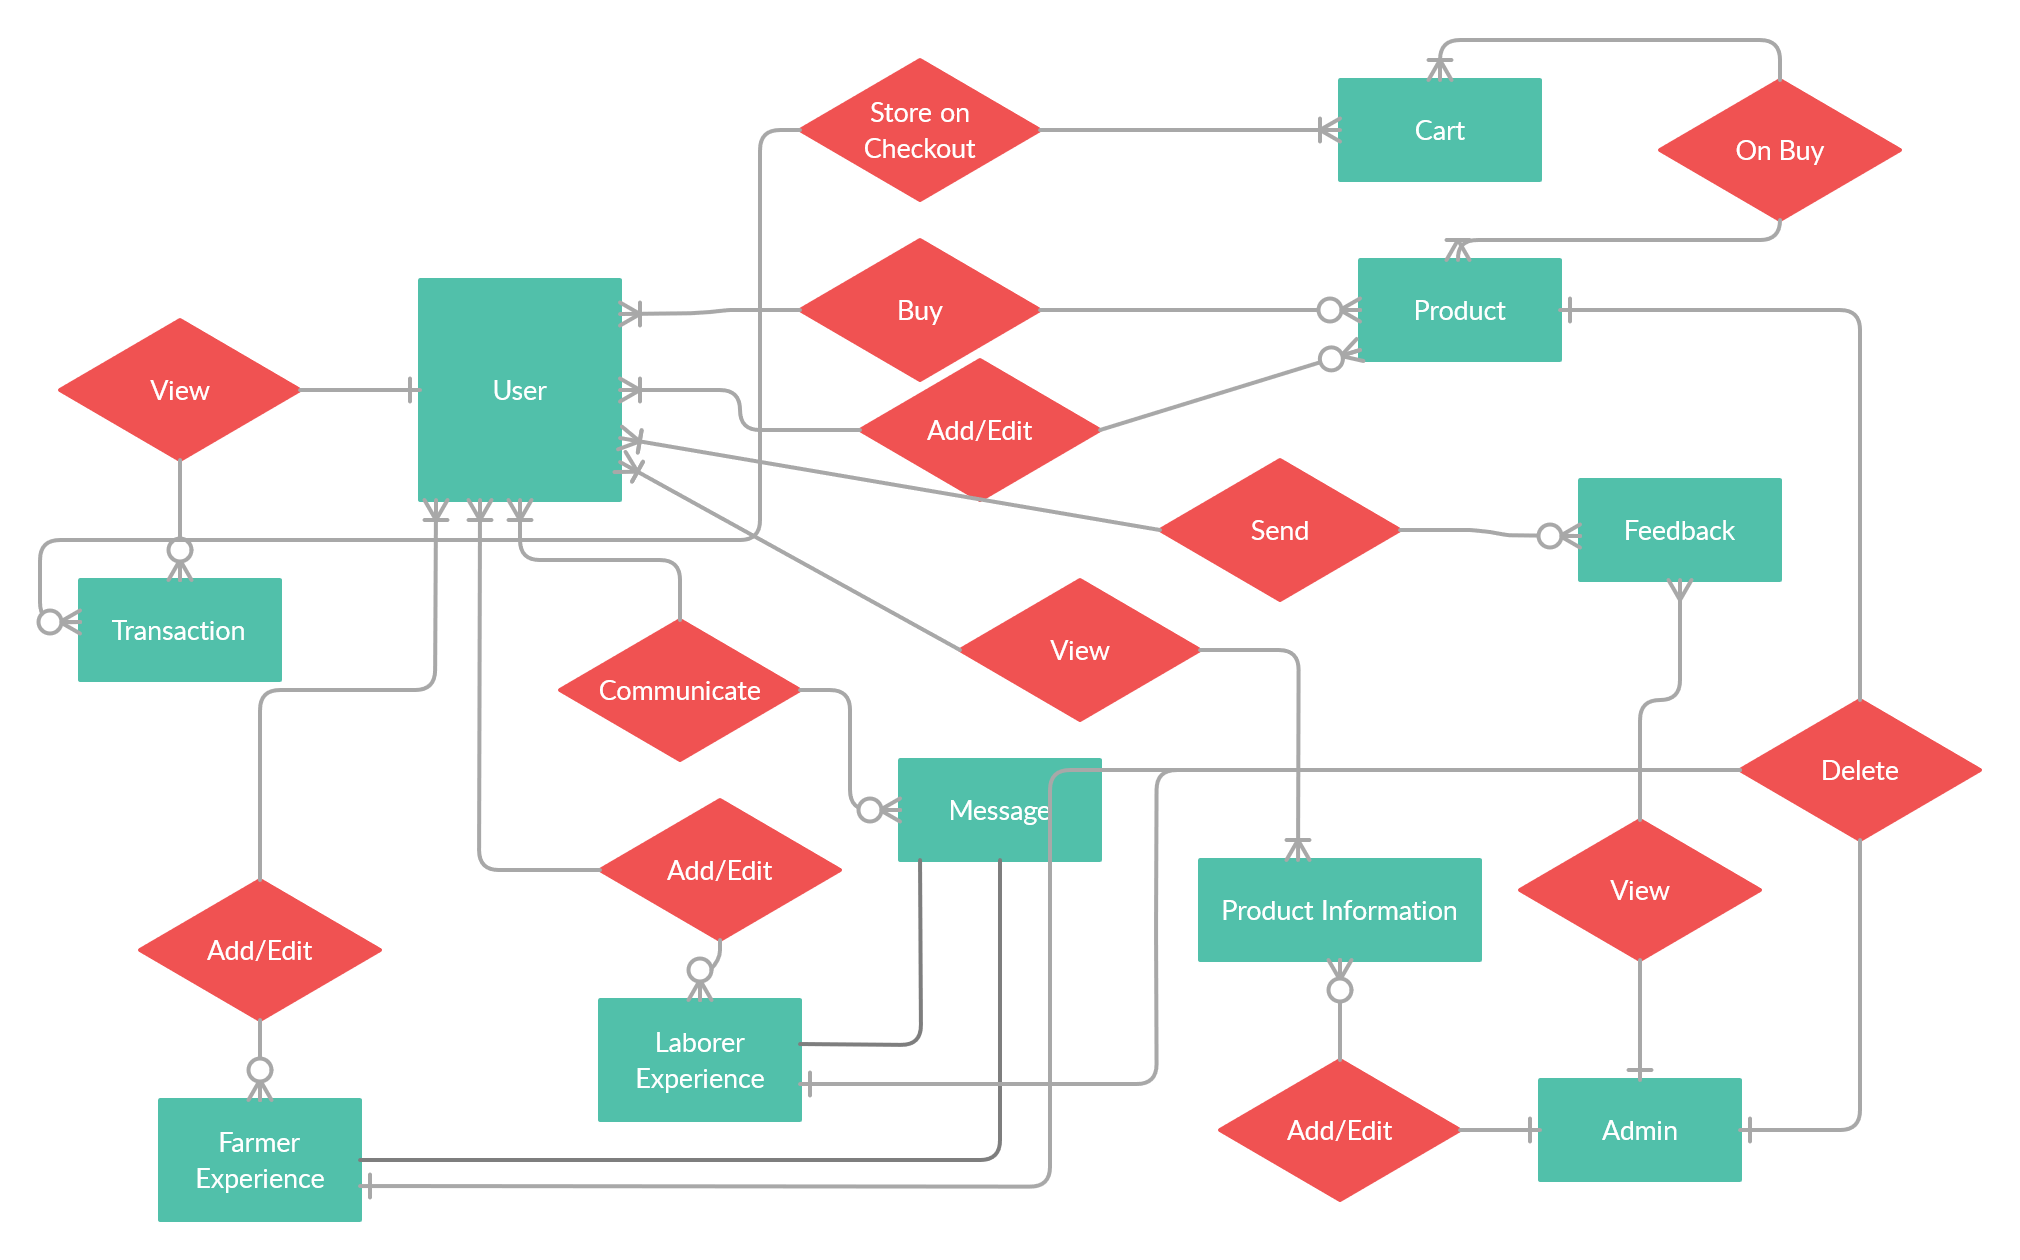 Store on
Checkout
Cart
On Buy
Buy
Product
View
User
Add/Edit
Send
Feedback
Transaction
View
Communicate
Delete
Message
Add/Edit
View
Product Information
Add/Edit
Laborer
Experience
Add/Edit
Admin
Farmer
Experience